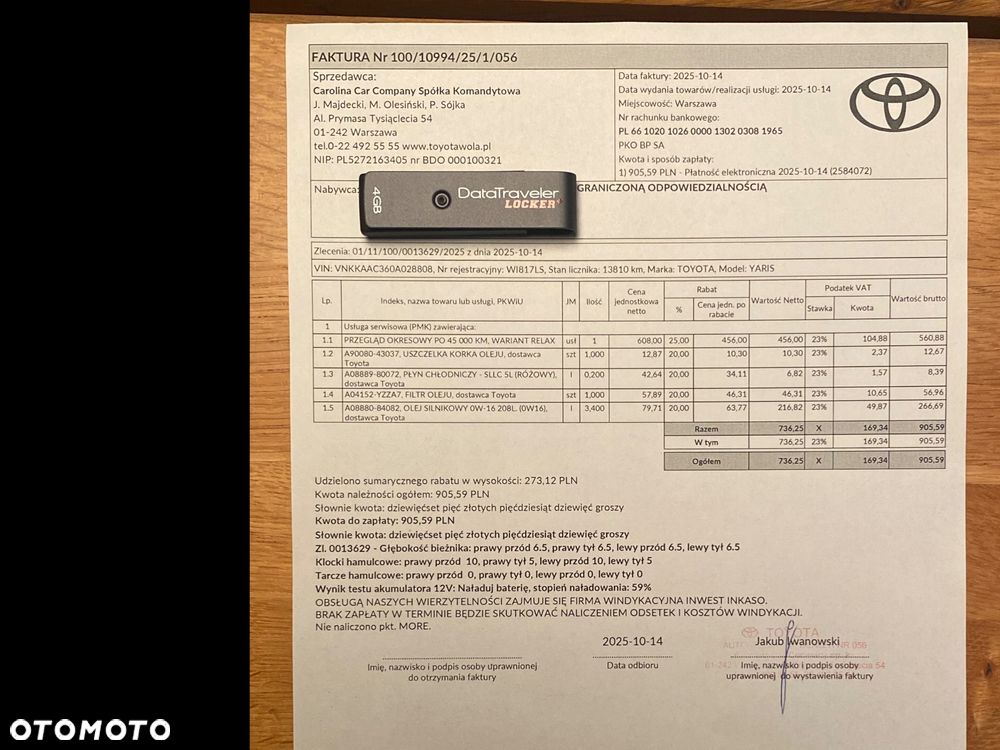 FAKTURA Nr 100/10994/25/1/056
Sprzedawca:
Carolina Car Company Spółka Komandytowa
J. Majdecki, M. Olesiński, P. Sójka
Al. Prymasa Tysiąclecia 54
01-242 Warszawa
tel.0-22 492 55 55 www.toyotawola.pl
NIP: PL5272163405 nr BDO 000100321
Data faktury: 2025-10-14
Data wydania towarów/realizacji usługi: 2025-10-14
Miejscowość: Warszawa
Nr rachunku bankowego:
PL 66 1020 1026 0000 1302 0308 1965
PKO BP SA
Kwota i sposób zapłaty:
1) 905,59 PLN - Płatność elektroniczna 2025-10-14 (2584072)
Nabywca: GRANICZONĄ ODPOWIEDZIALNOŚCIĄ
4GB DataTraveler
LOCKER+
Zlecenia: 01/11/100/0013629/2025 z dnia 2025-10-14
VIN: VNKKAAC360A028808, Nr rejestracyjny: WI817LS, Stan licznika: 13810 km, Marka: TOYOTA, Model: YARIS
Lp. Indeks, nazwa towaru lub usługi, PKWiU JM Ilość Cena jednostkowa netto Rabat % Cena jedn. po rabacie Wartość Netto Podatek VAT Stawka Kwota Wartość brutto
1 Usługa serwisowa (PMK) zawierająca:
1.1 PRZEGLĄD OKRESOWY PO 45 000 KM, WARIANT RELAX usł 1 608,00 25,00 456,00 456,00 23% 104,88 560,88
1.2 A90080-43037, USZCZELKA KORKA OLEJU, dostawca Toyota szt 1,000 12,87 20,00 10,30 10,30 23% 2,37 12,67
1.3 A08889-80072, PŁYN CHŁODNICZY - SLLC 5L (RÓŻOWY), dostawca Toyota l 0,200 42,64 20,00 34,11 6,82 23% 1,57 8,39
1.4 A04152-YZZA7, FILTR OLEJU, dostawca Toyota szt 1,000 57,89 20,00 46,31 46,31 23% 10,65 56,96
1.5 A08880-84082, OLEJ SILNIKOWY 0W-16 208L. (0W16), dostawca Toyota l 3,400 79,71 20,00 63,77 216,82 23% 49,87 266,69
Razem 736,25 X 169,34 905,59
W tym 736,25 23% 169,34 905,59
Ogółem 736,25 X 169,34 905,59
Udzielono sumarycznego rabatu w wysokości: 273,12 PLN
Kwota należności ogółem: 905,59 PLN
Słownie kwota: dziewięćset pięć złotych pięćdziesiąt dziewięć groszy
Kwota do zapłaty: 905,59 PLN
Słownie kwota: dziewięćset pięć złotych pięćdziesiąt dziewięć groszy
Zl. 0013629 - Głębokość bieżnika: prawy przód 6.5, prawy tył 6.5, lewy przód 6.5, lewy tył 6.5
Klocki hamulcowe: prawy przód 10, prawy tył 5, lewy przód 10, lewy tył 5
Tarcze hamulcowe: prawy przód 0, prawy tył 0, lewy przód 0, lewy tył 0
Wynik testu akumulatora 12V: Naładuj baterię, stopień naładowania: 59%
OBSŁUGĄ NASZYCH WIERZYTELNOŚCI ZAJMUJE SIĘ FIRMA WINDYKACYJNA INWEST INKASO.
BRAK ZAPŁATY W TERMINIE BĘDZIE SKUTKOWAĆ NALICZENIEM ODSETEK I KOSZTÓW WINDYKACJI.
Nie naliczono pkt. MORE.
TOYOTA
2025-10-14 Jakub Iwanowski
NR 056
Imię, nazwisko i podpis osoby uprawnionej
do otrzymania faktury
Data odbioru
Imię, nazwisko i podpis osoby
uprawnionej do wystawienia faktury
OTOMOTO